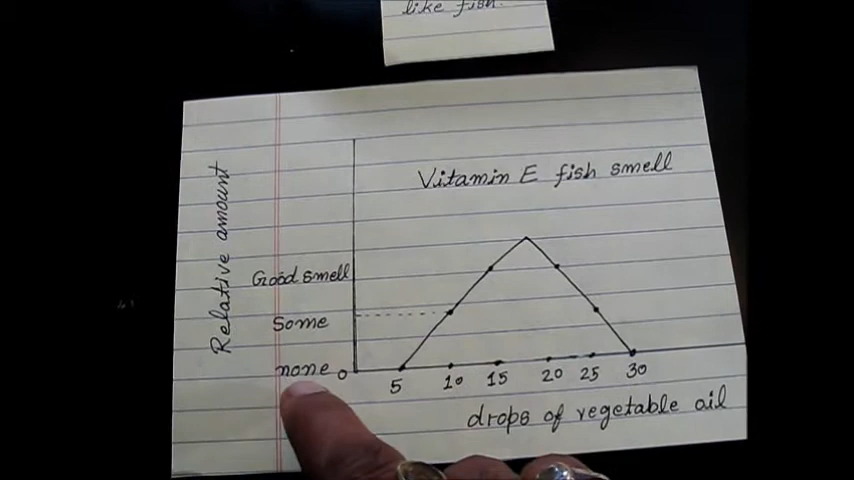 like fish.
Vitamin E fish smell
Relative amount
Good smell
Some
none 0
5 10 15 20 25 30
drops of vegetable oil